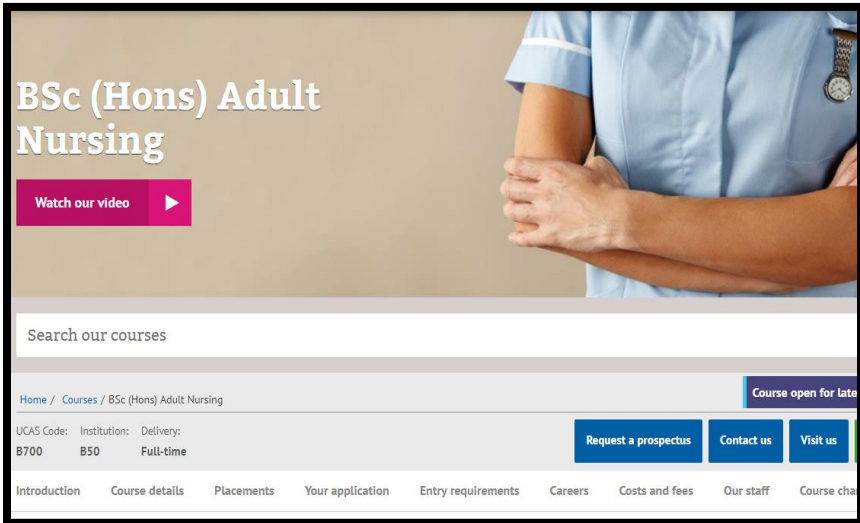 BSc (Hons) Adult
Nursing
Watch our video
Search our courses
Home / Courses / BSc (Hons) Adult Nursing
Course open for late
UCAS Code: Institution: Delivery:
B700 B50 Full-time
Request a prospectus Contact us Visit us
Introduction Course details Placements Your application Entry requirements Careers Costs and fees Our staff Course cha